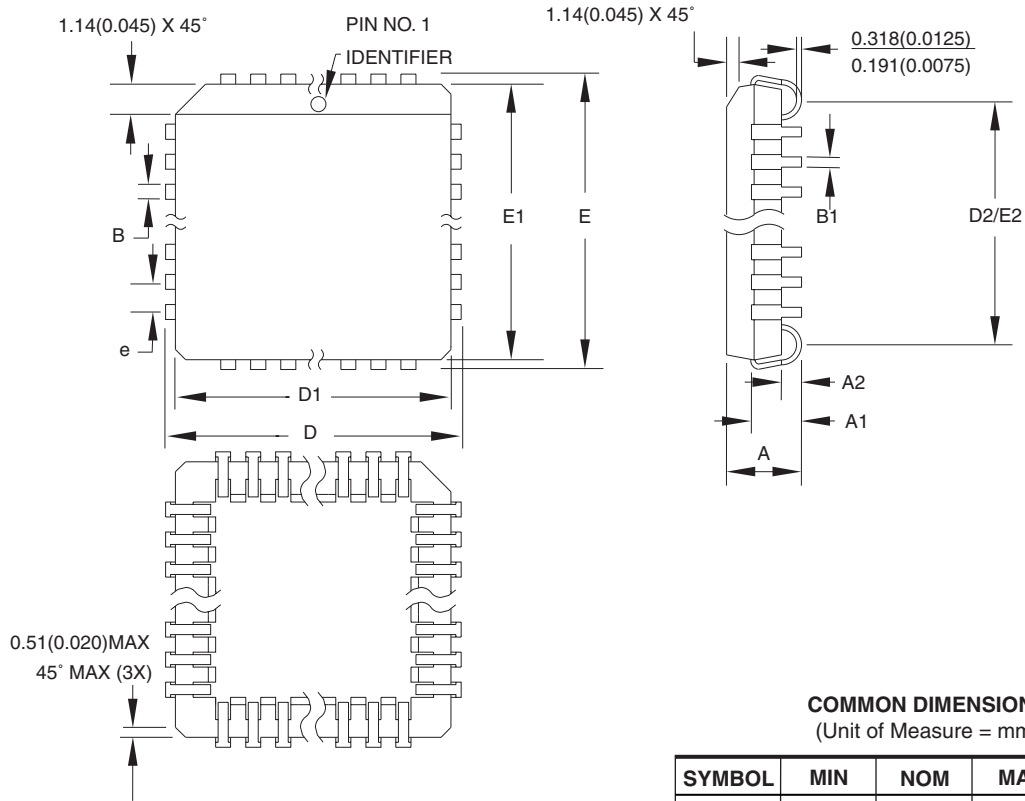 1.14(0.045) X 45˚
PIN NO. 1
IDENTIFIER
1.14(0.045) X 45˚
0.318(0.0125)
0.191(0.0075)
E1
E
B
e
B1
D2/E2
D1
D
A2
A1
A
0.51(0.020)MAX
45˚ MAX (3X)
COMMON DIMENSION
(Unit of Measure = mm
SYMBOL MIN NOM MA